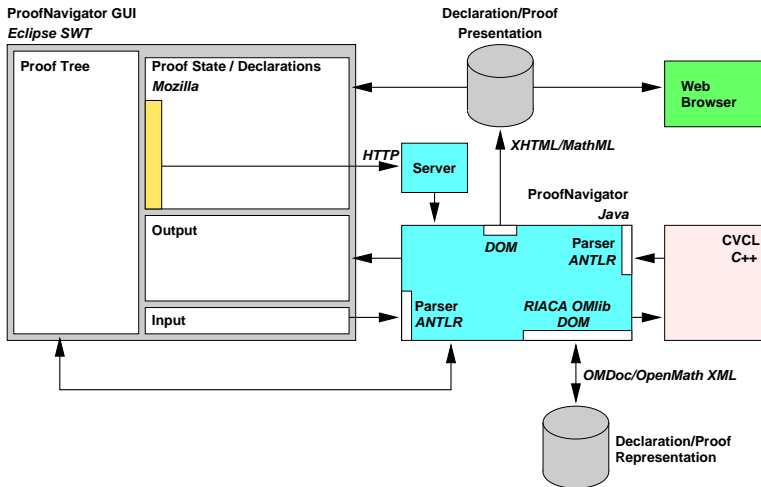 ProofNavigator GUI
Eclipse SWT
Declaration/Proof
Presentation
Proof Tree
Proof State / Declarations
Mozilla
Web
Browser
HTTP
XHTML/MathML
Server
ProofNavigator
Java
Output
DOM
Parser
ANTLR
CVCL
C++
Input
Parser
ANTLR
RIACA OMlib
DOM
OMDoc/OpenMath XML
Declaration/Proof
Representation